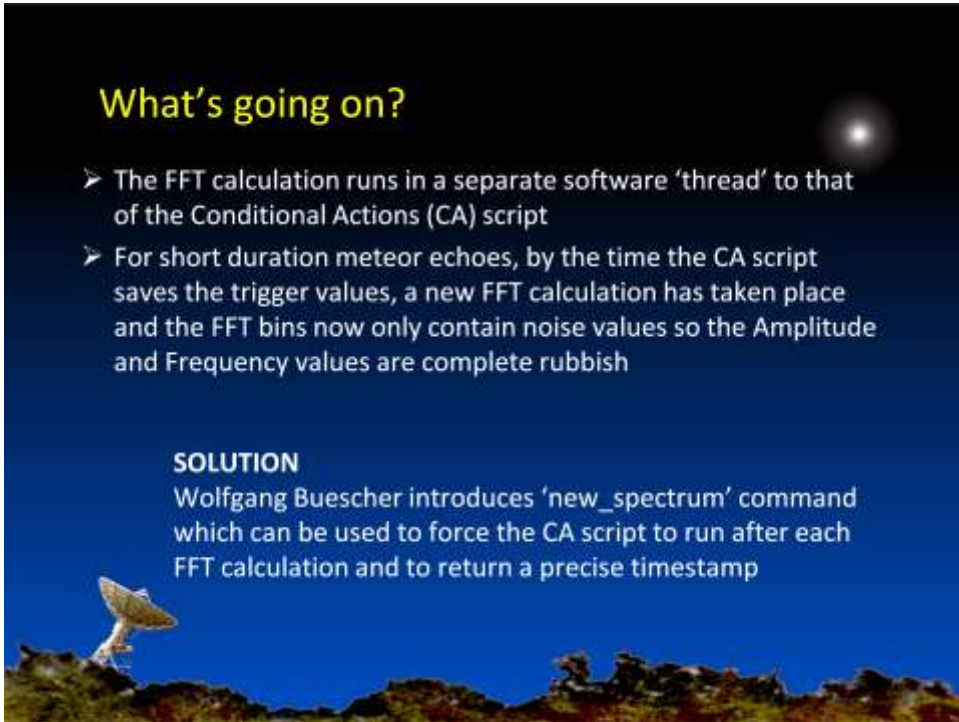 What's going on?
➢ The FFT calculation runs in a separate software 'thread' to that
of the Conditional Actions (CA) script
➢ For short duration meteor echoes, by the time the CA script
saves the trigger values, a new FFT calculation has taken place
and the FFT bins now only contain noise values so the Amplitude
and Frequency values are complete rubbish
SOLUTION
Wolfgang Buescher introduces 'new_spectrum' command
which can be used to force the CA script to run after each
FFT calculation and to return a precise timestamp